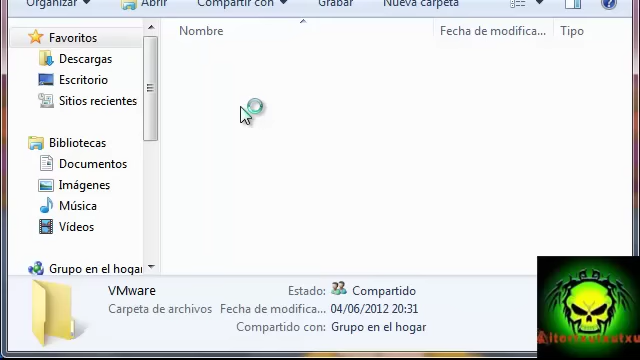 Organizar Abrir Compartir con Grabar Nueva carpeta
Nombre Fecha de modifica... Tipo
Favoritos
Descargas
Escritorio
Sitios recientes
Bibliotecas
Documentos
Imágenes
Música
Vídeos
Grupo en el hogar
VMware Estado: Compartido
Carpeta de archivos Fecha de modifica... 04/06/2012 20:31
Compartido con: Grupo en el hogar